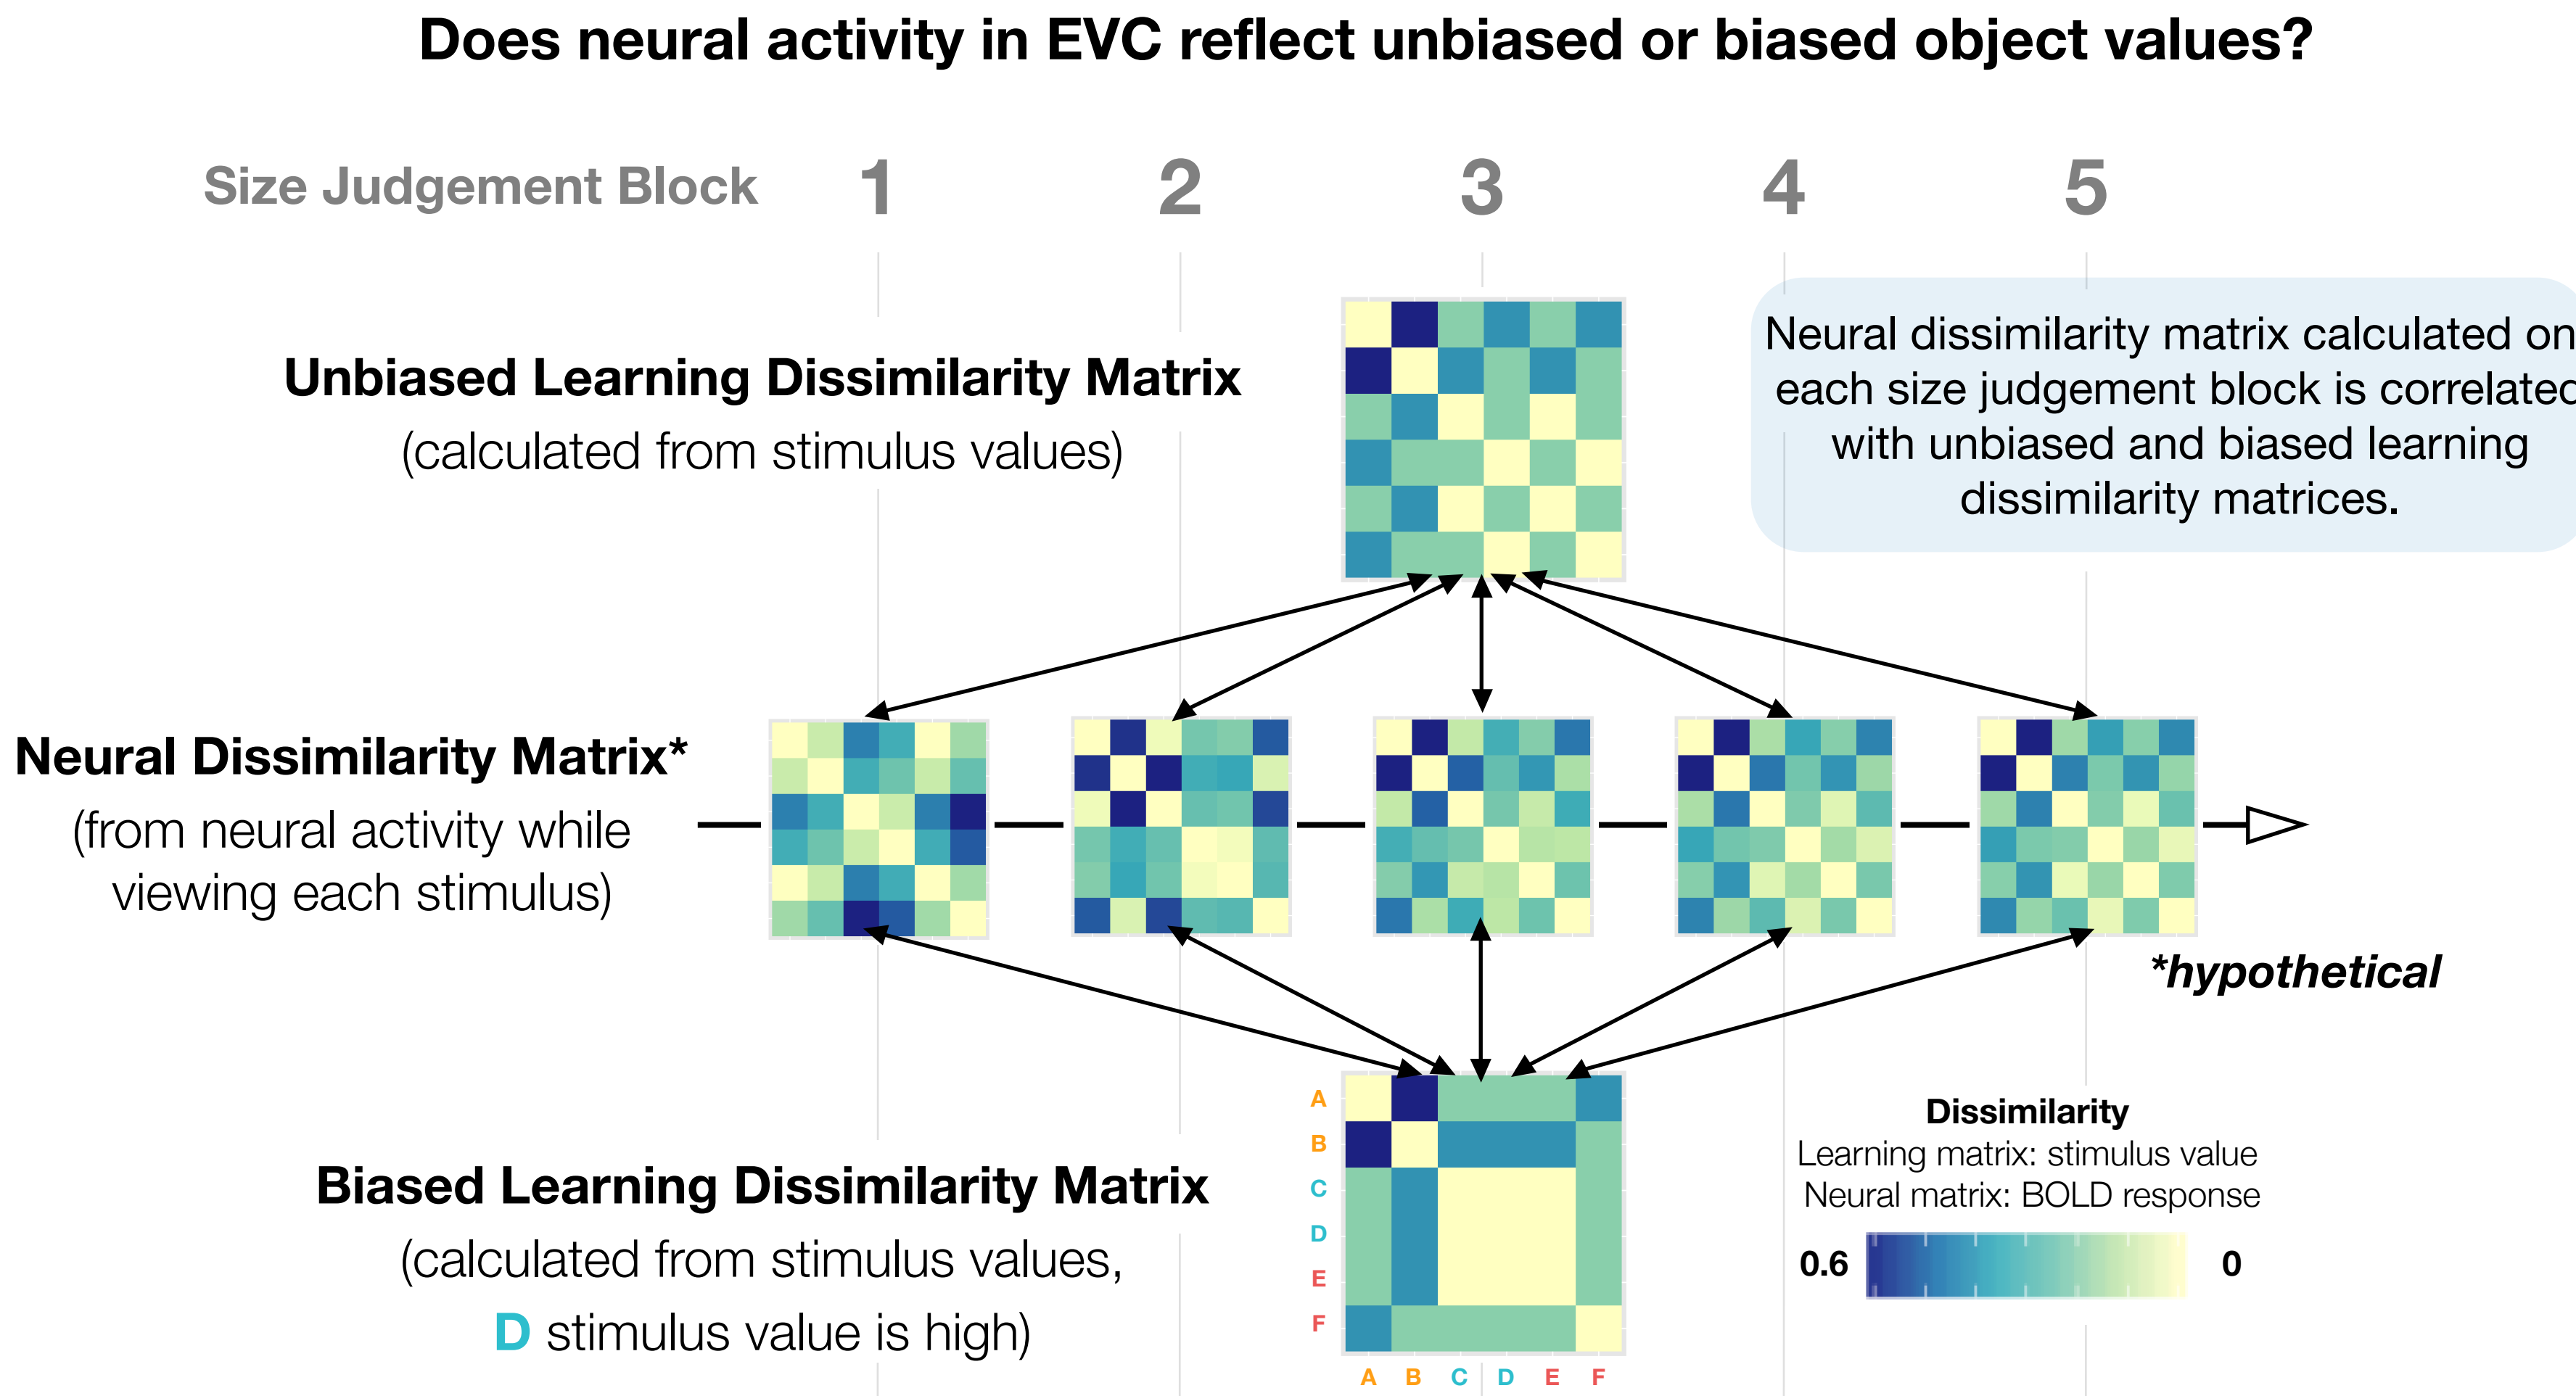 Does neural activity in EVC reflect unbiased or biased object values?
Size Judgement Block 1 2 3 4 5
Unbiased Learning Dissimilarity Matrix
(calculated from stimulus values)
Neural dissimilarity matrix calculated on
each size judgement block is correlated
with unbiased and biased learning
dissimilarity matrices.
Neural Dissimilarity Matrix*
(from neural activity while
viewing each stimulus)
*hypothetical
Biased Learning Dissimilarity Matrix
(calculated from stimulus values,
D stimulus value is high)
A
B
C
D
E
F
A B C D E F
Dissimilarity
Learning matrix: stimulus value
Neural matrix: BOLD response
0.6 0